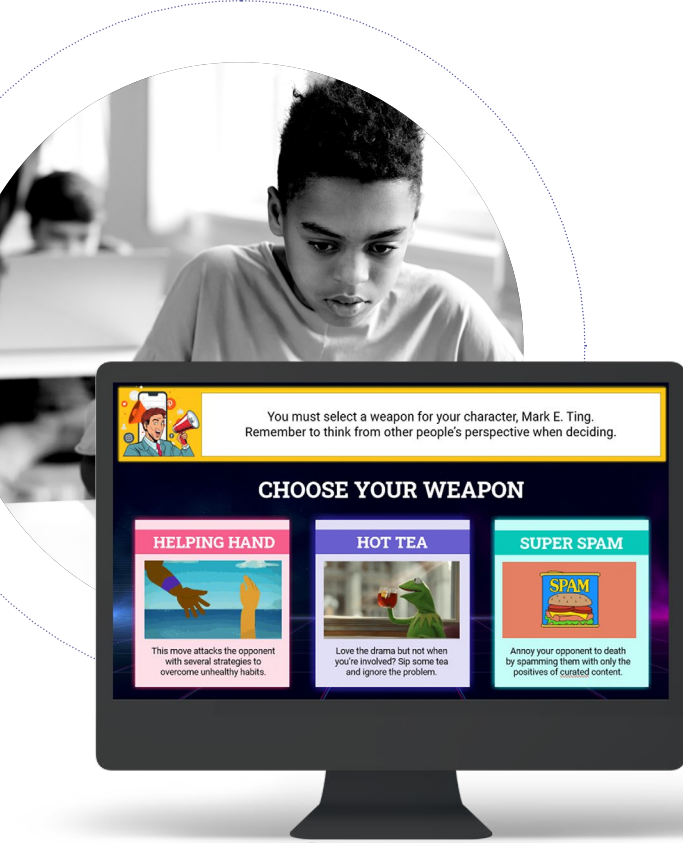 You must select a weapon for your character, Mark E. Ting.
Remember to think from other people's perspective when deciding.
CHOOSE YOUR WEAPON
HELPING HAND
This move attacks the opponent
with several strategies to
overcome unhealthy habits.
HOT TEA
Love the drama but not when
you're involved? Sip some tea
and ignore the problem.
SUPER SPAM
SPAM
Annoy your opponent to death
by spamming them with only the
positives of curated content.